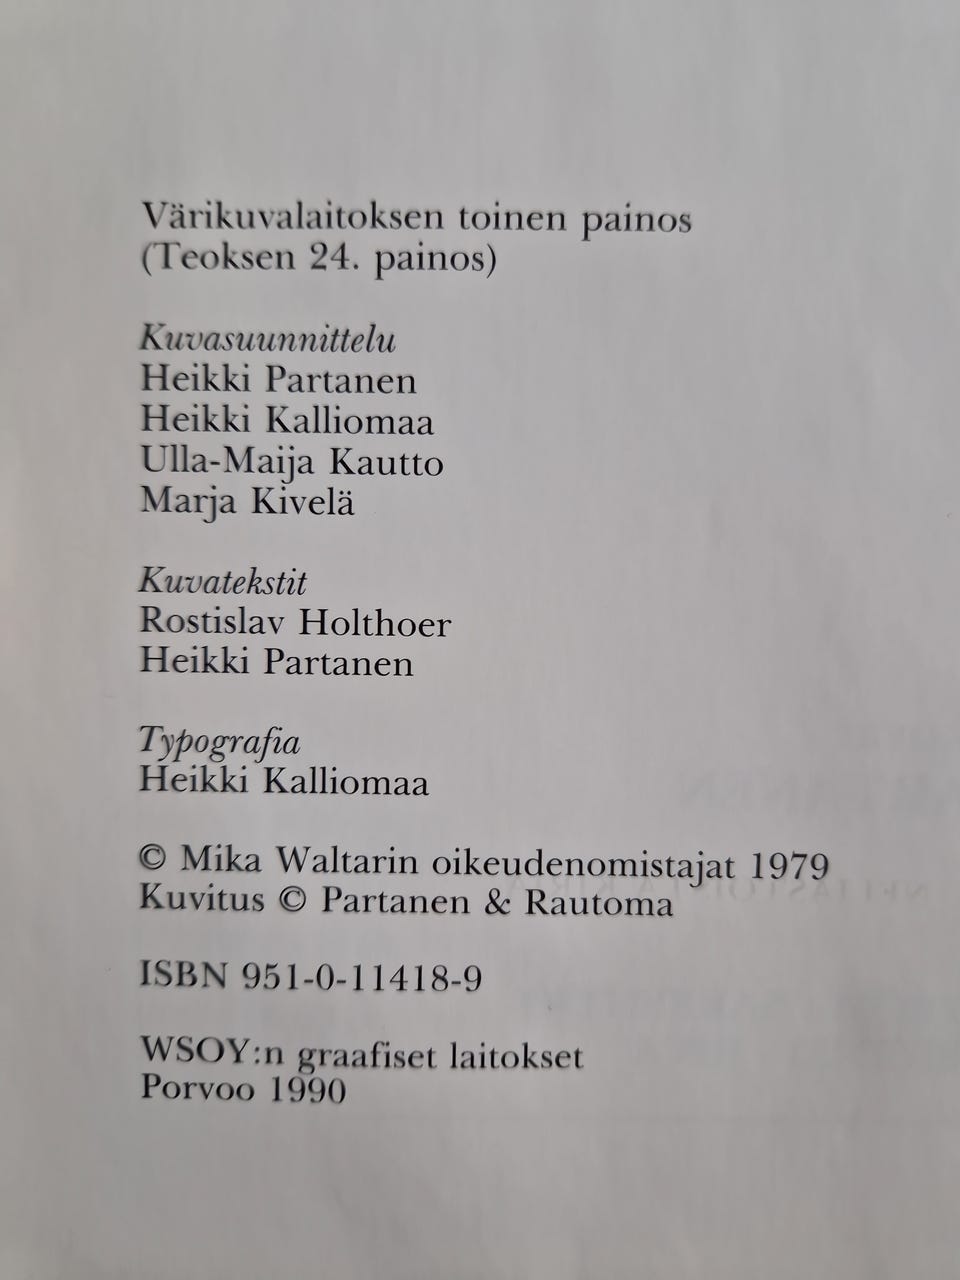 Värikuvalaitoksen toinen painos
(Teoksen 24. painos)
Kuvasuunnittelu
Heikki Partanen
Heikki Kalliomaa
Ulla-Maija Kautto
Marja Kivelä
Kuvatekstit
Rostislav Holthoer
Heikki Partanen
Typografia
Heikki Kalliomaa
© Mika Waltarin oikeudenomistajat 1979
Kuvitus © Partanen & Rautoma
ISBN 951-0-11418-9
WSOY:n graafiset laitokset
Porvoo 1990